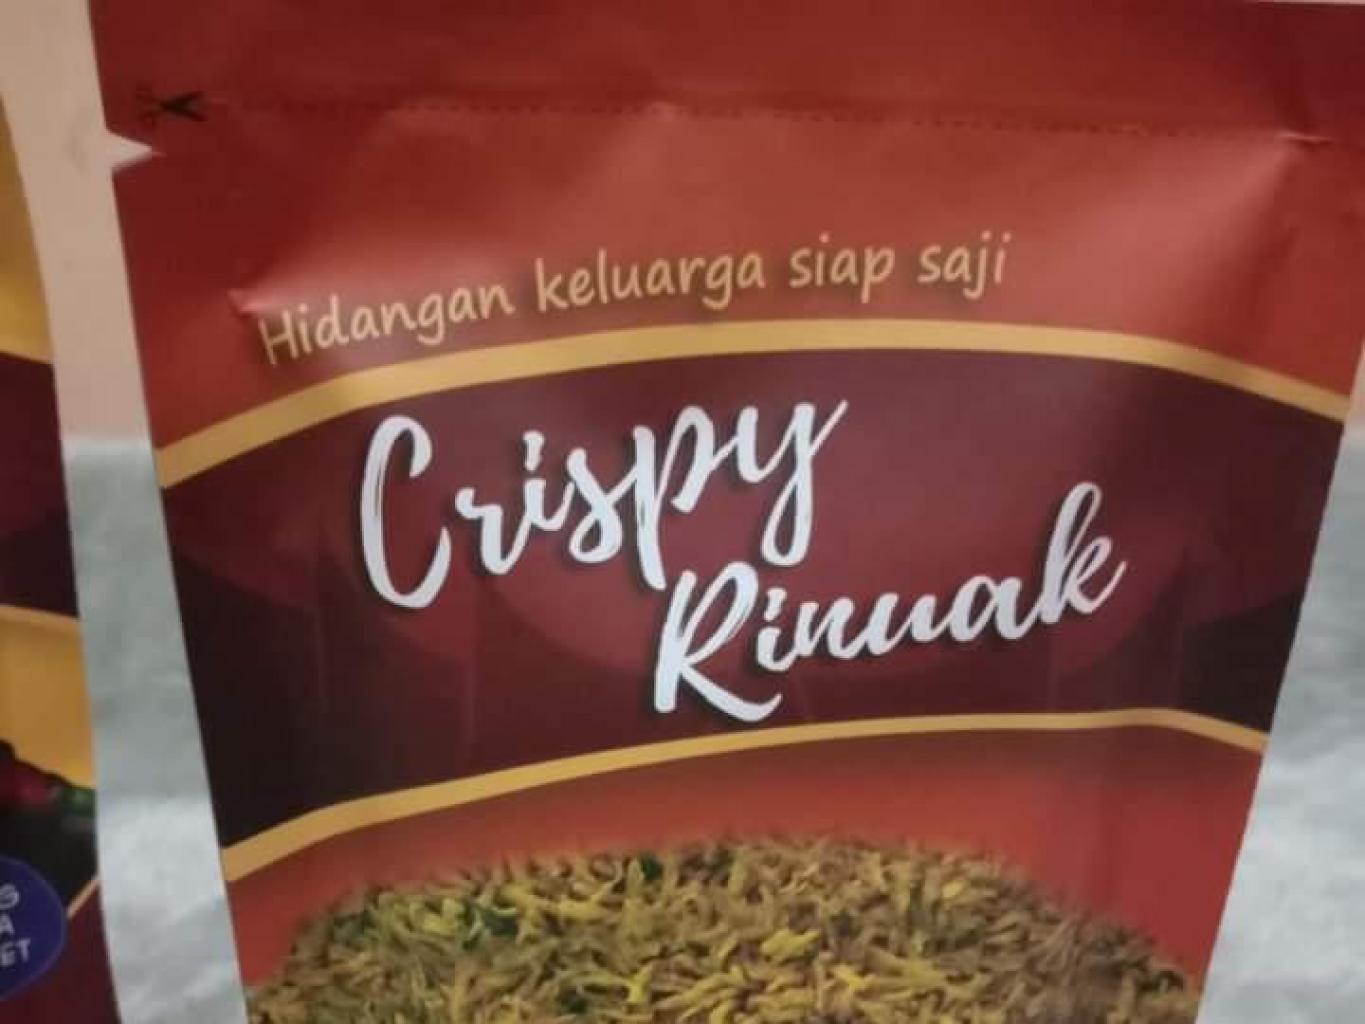 Hidangan keluarga siap saji
Crispy
Rinuak